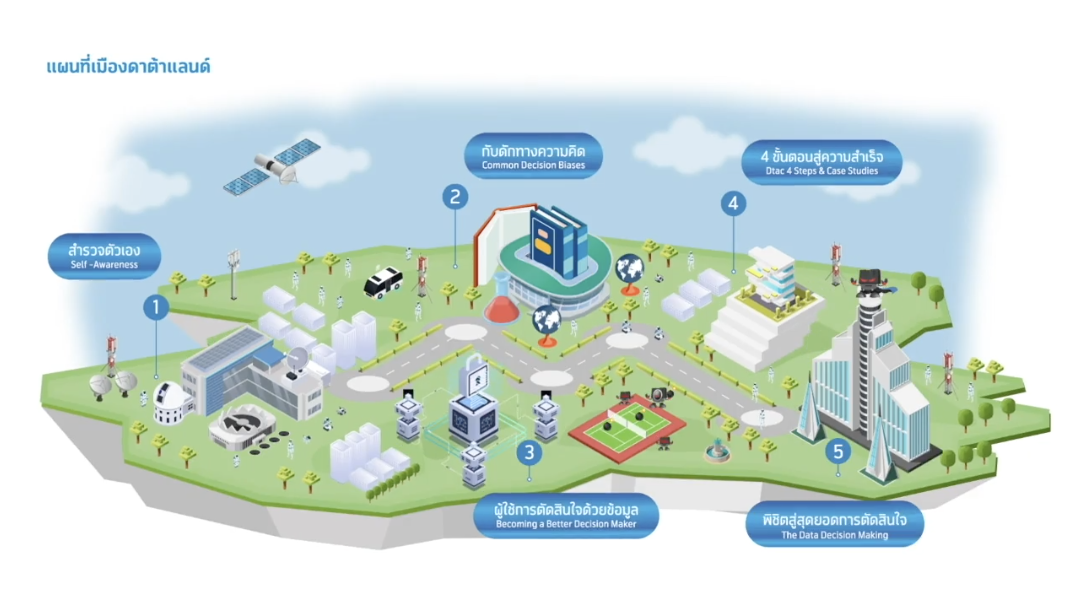 แผนที่เมืองดาต้าแลนด์
กับดักทางความคิด
Common Decision Biases
4 ขั้นตอนสู่ความสำเร็จ
Dtac 4 Steps & Case Studies
2
4
สำรวจตัวเอง
Self -Awareness
1
3
5
ผู้ใช้การตัดสินใจด้วยข้อมูล
Becoming a Better Decision Maker
พิชิตสู่สุดยอดการตัดสินใจ
The Data Decision Making